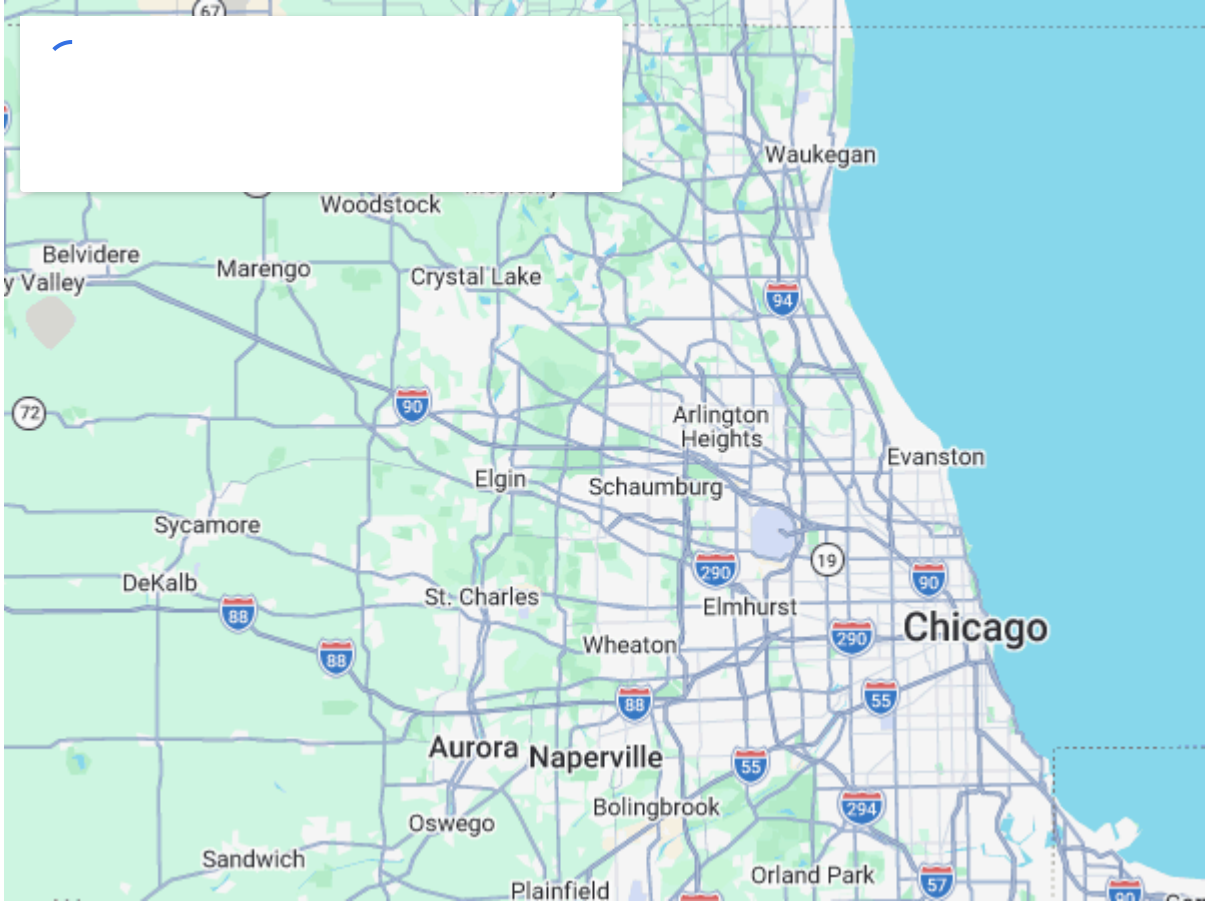 67
Waukegan
Woodstock
Belvidere
y Valley
Marengo
Crystal Lake
94
90
72
Arlington
Heights
Evanston
Elgin
Schaumburg
Sycamore
19
290
90
DeKalb
St. Charles
Elmhurst
88
Chicago
290
Wheaton
88
88
55
Aurora
Naperville
55
Bolingbrook
294
Oswego
Sandwich
Orland Park
57
Plainfield
90